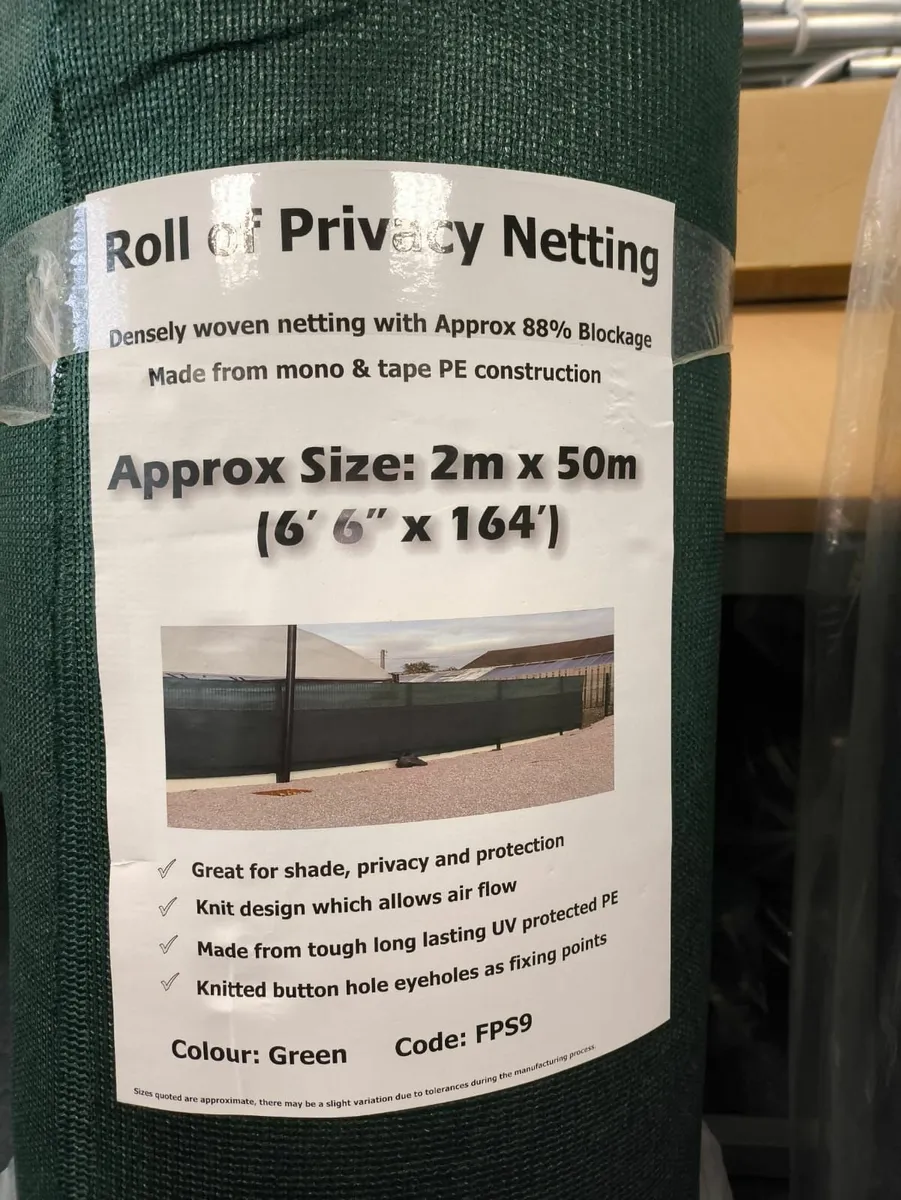 Roll of Privacy Netting
Densely woven netting with Approx 88% Blockage
Made from mono & tape PE construction
Approx Size: 2m x 50m
(6' 6" x 164')
✓ Great for shade, privacy and protection
✓ Knit design which allows air flow
✓ Made from tough long lasting UV protected PE
✓ Knitted button hole eyeholes as fixing points
Colour: Green Code: FPS9
Sizes quoted are approximate, there may be a slight variation due to tolerances during the manufacturing process.